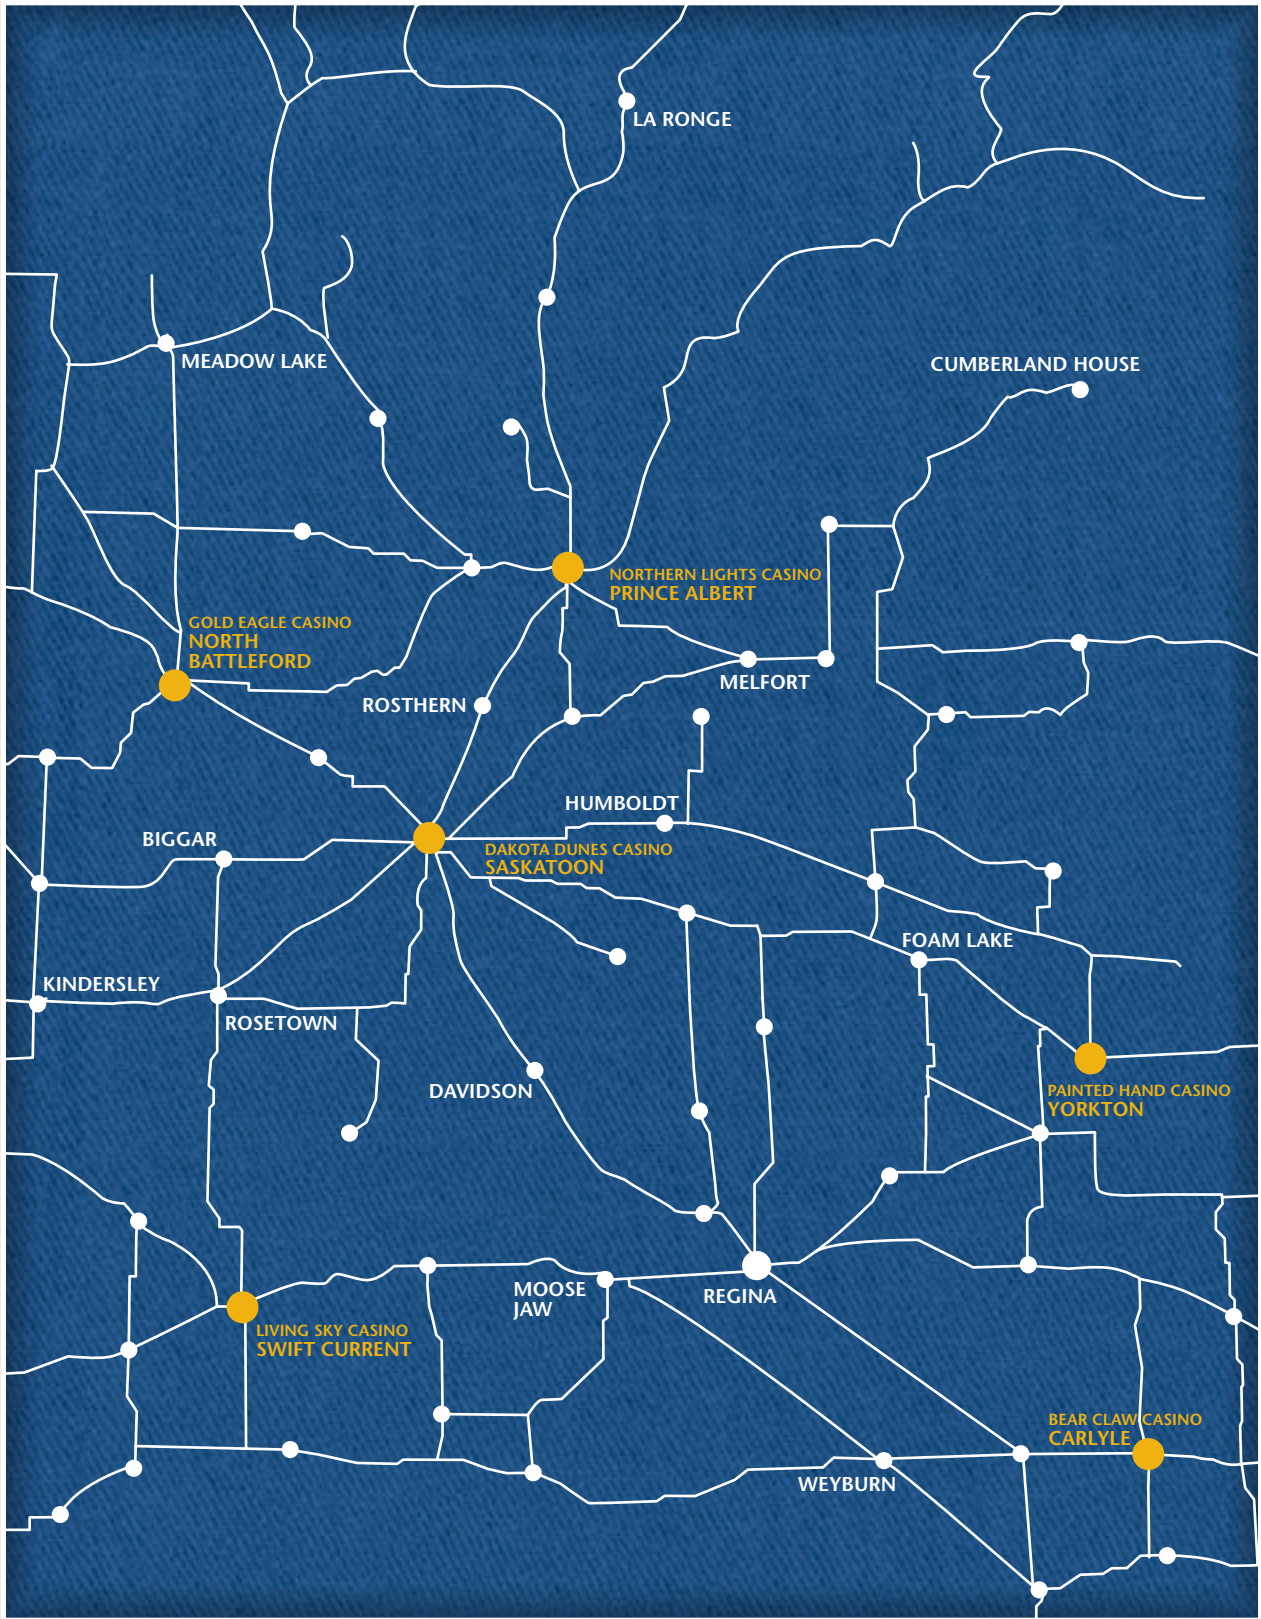 LA RONGE
MEADOW LAKE
CUMBERLAND HOUSE
NORTHERN LIGHTS CASINO
PRINCE ALBERT
GOLD EAGLE CASINO
NORTH
BATTLEFORD
MELFORT
ROSTHERN
HUMBOLDT
BIGGAR
DAKOTA DUNES CASINO
SASKATOON
FOAM LAKE
KINDERSLEY
ROSETOWN
DAVIDSON
PAINTED HAND CASINO
YORKTON
MOOSE
JAW
REGINA
LIVING SKY CASINO
SWIFT CURRENT
BEAR CLAW CASINO
CARLYLE
WEYBURN